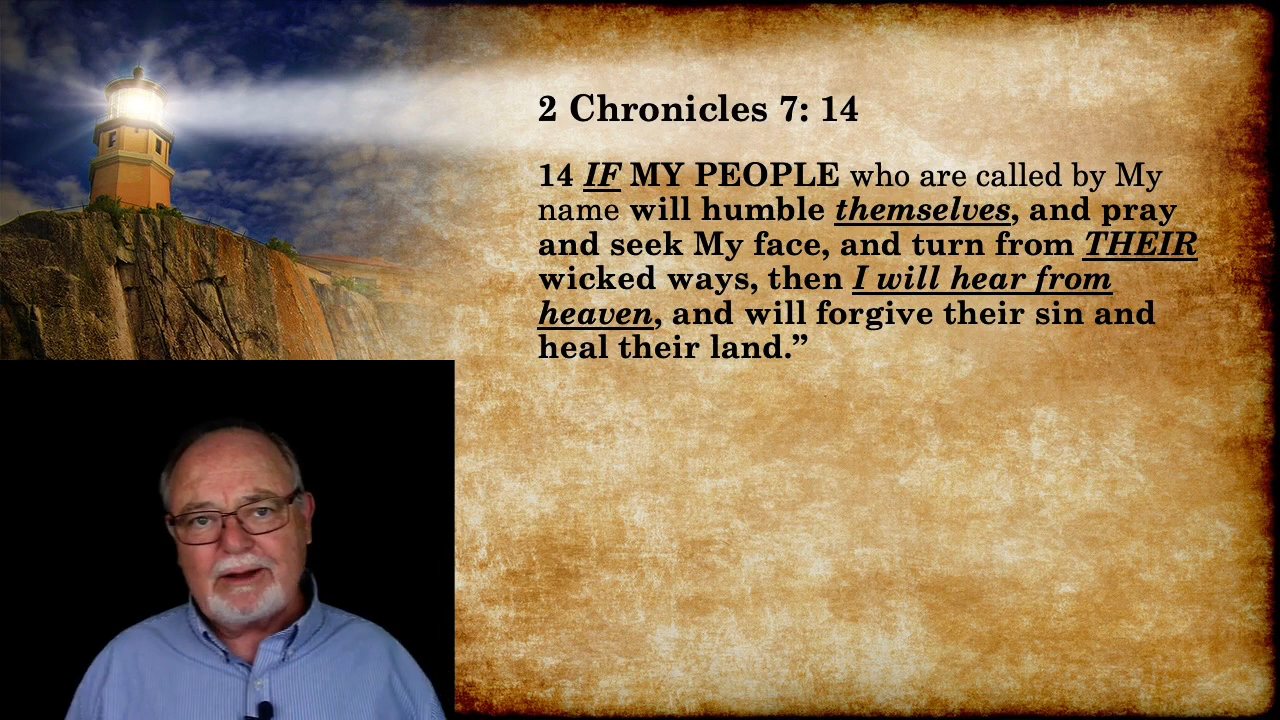 2 Chronicles 7: 14
14 IF MY PEOPLE who are called by My
name will humble themselves, and pray
and seek My face, and turn from THEIR
wicked ways, then I will hear from
heaven, and will forgive their sin and
heal their land.”